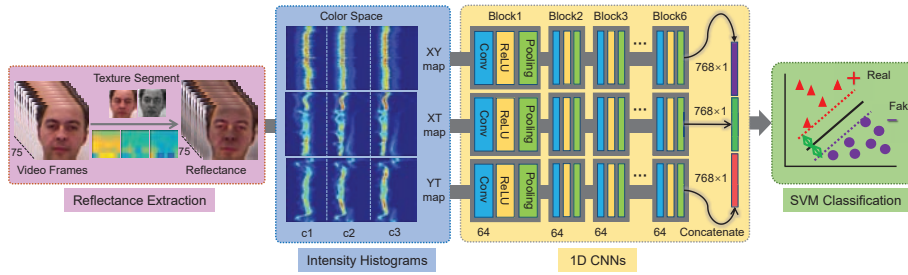 Texture Segment
75
75
Video Frames
Reflectance
Reflectance Extraction
Color Space
XY
map
XT
map
YT
map
c1
c2
c3
Intensity Histograms
Block1
Block2
Block3
Block6
Conv
ReLU
Pooling
...
768×1
Conv
ReLU
Pooling
...
768×1
Conv
ReLU
Pooling
...
768×1
64
64
64
64
Concatenate
1D CNNs
Real
Fak
SVM Classification